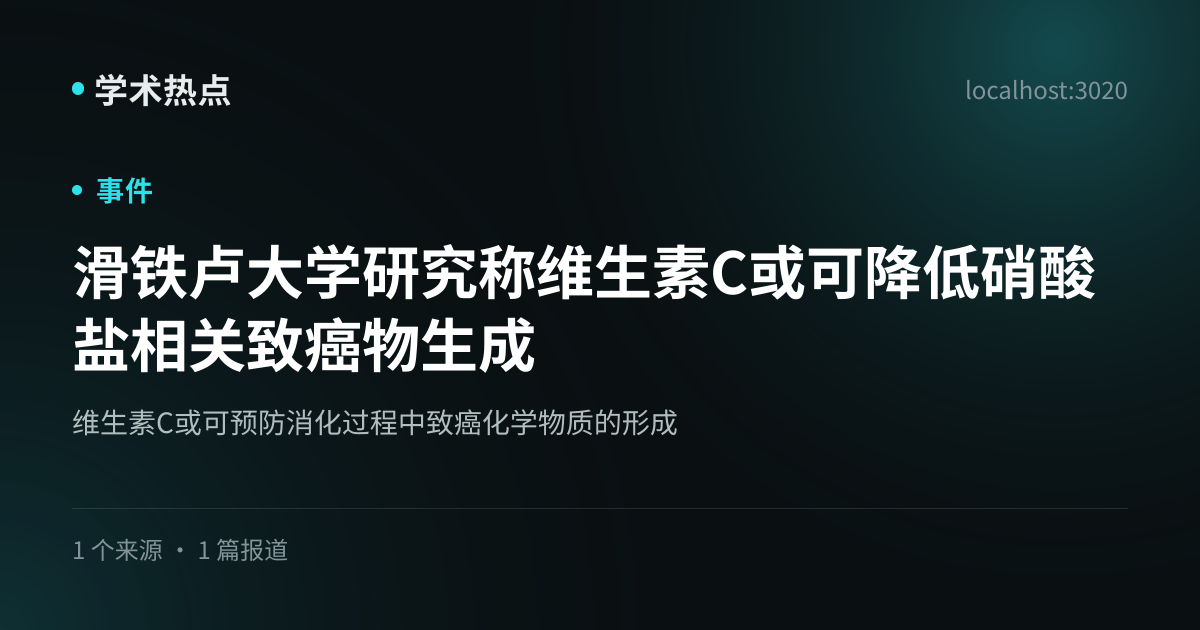 学术热点
localhost:3020
事件
滑铁卢大学研究称维生素C或可降低硝酸
盐相关致癌物生成
维生素C或可预防消化过程中致癌化学物质的形成
1 个来源 · 1 篇报道